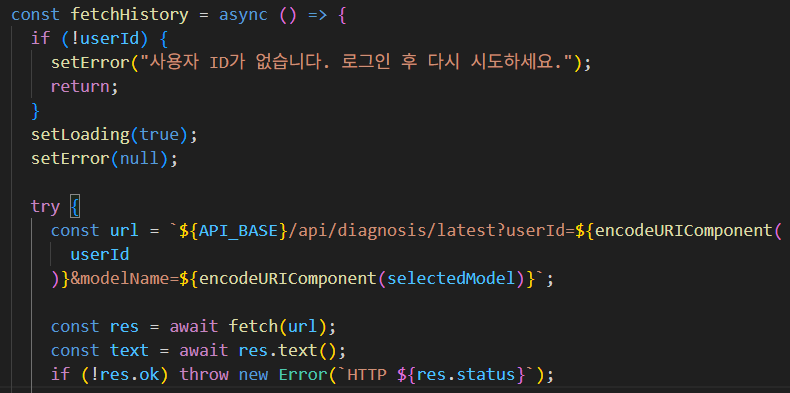 const fetchHistory = async () => {
if (!userId) {
setError("사용자 ID가 없습니다. 로그인 후 다시 시도하세요.");
return;
}
setLoading(true);
setError(null);
try {
const url = `${API_BASE}/api/diagnosis/latest?userId=${encodeURIComponent(
userId
)}&modelName=${encodeURIComponent(selectedModel)}`;
const res = await fetch(url);
const text = await res.text();
if (!res.ok) throw new Error(`HTTP ${res.status}`);